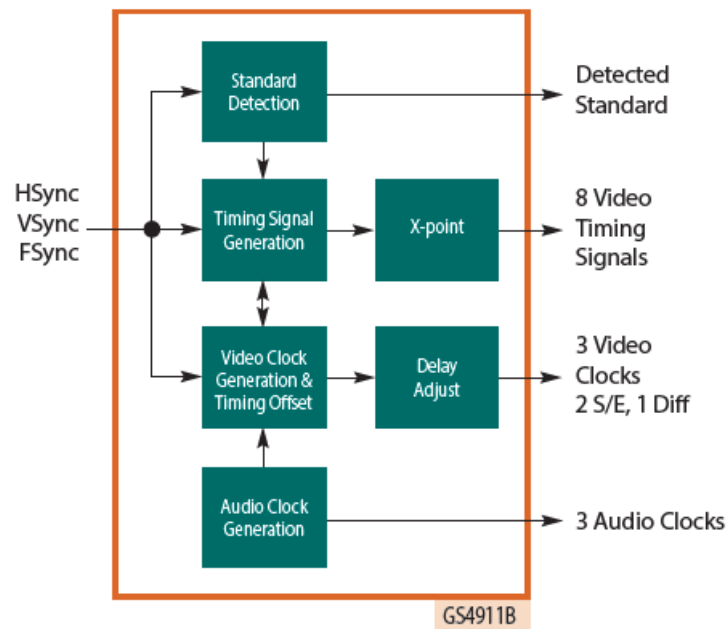 Standard
Detection
Detected
Standard
HSync
VSync
FSync
Timing Signal
Generation
X-point
8 Video
Timing
Signals
Video Clock
Generation &
Timing Offset
Delay
Adjust
3 Video
Clocks
2 S/E, 1 Diff
Audio Clock
Generation
3 Audio Clocks
GS4911B